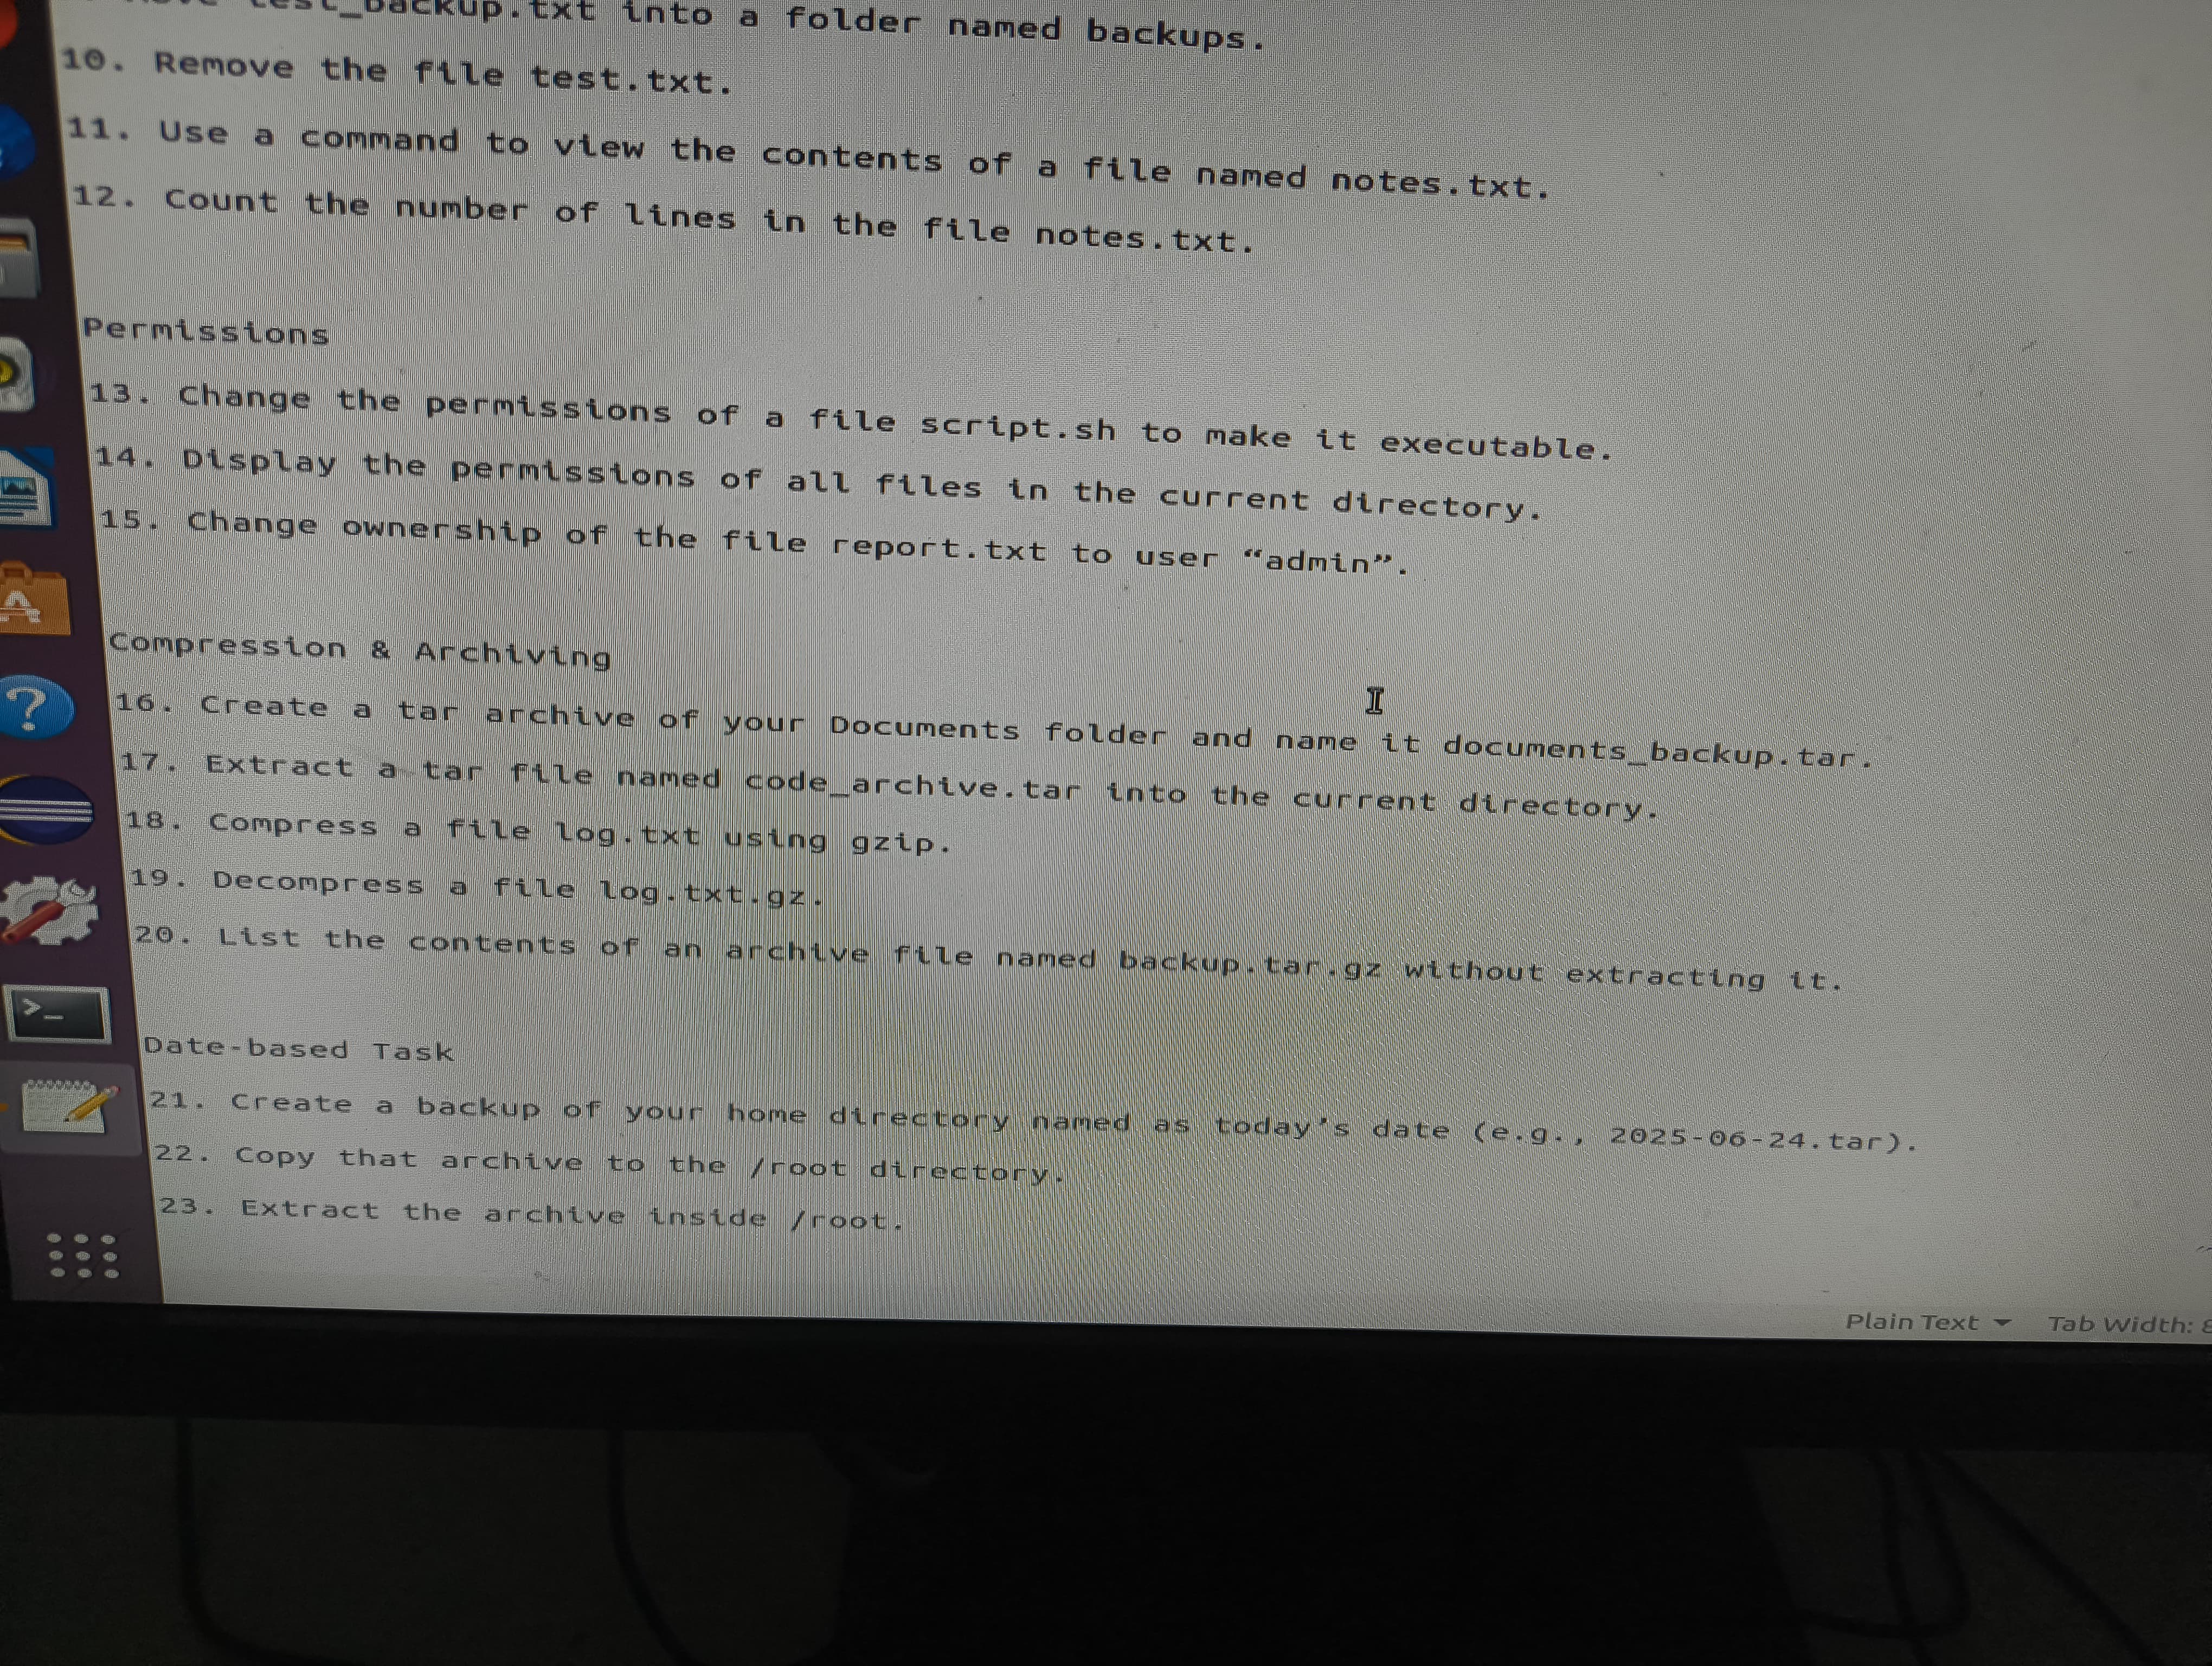 test_backup.txt into a folder named backups.
10. Remove the file test.txt.
11. Use a command to view the contents of a file named notes.txt.
12. Count the number of lines in the file notes.txt.
Permissions
13. Change the permissions of a file script.sh to make it executable.
14. Display the permissions of all files in the current directory.
15. Change ownership of the file report.txt to user “admin”.
Compression & Archiving
16. Create a tar archive of your Documents folder and name it documents_backup.tar.
17. Extract a tar file named code_archive.tar into the current directory.
18. Compress a file log.txt using gzip.
19. Decompress a file log.txt.gz.
20. List the contents of an archive file named backup.tar.gz without extracting it.
Date-based Task
21. Create a backup of your home directory named as today’s date (e.g., 2025-06-24.tar).
22. Copy that archive to the /root directory.
23. Extract the archive inside /root.
Plain Text Tab Width: